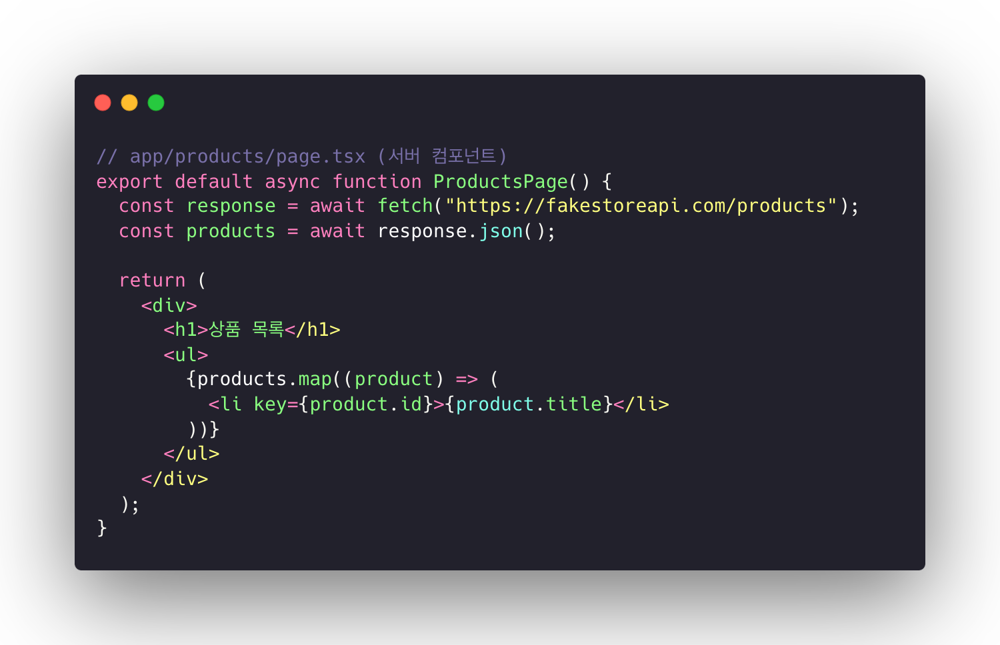 // app/products/page.tsx (서버 컴포넌트)
export default async function ProductsPage() {
  const response = await fetch("https://fakestoreapi.com/products");
  const products = await response.json();

  return (
    <div>
      <h1>상품 목록</h1>
      <ul>
        {products.map((product) => (
          <li key={product.id}>{product.title}</li>
        ))}
      </ul>
    </div>
  );
}